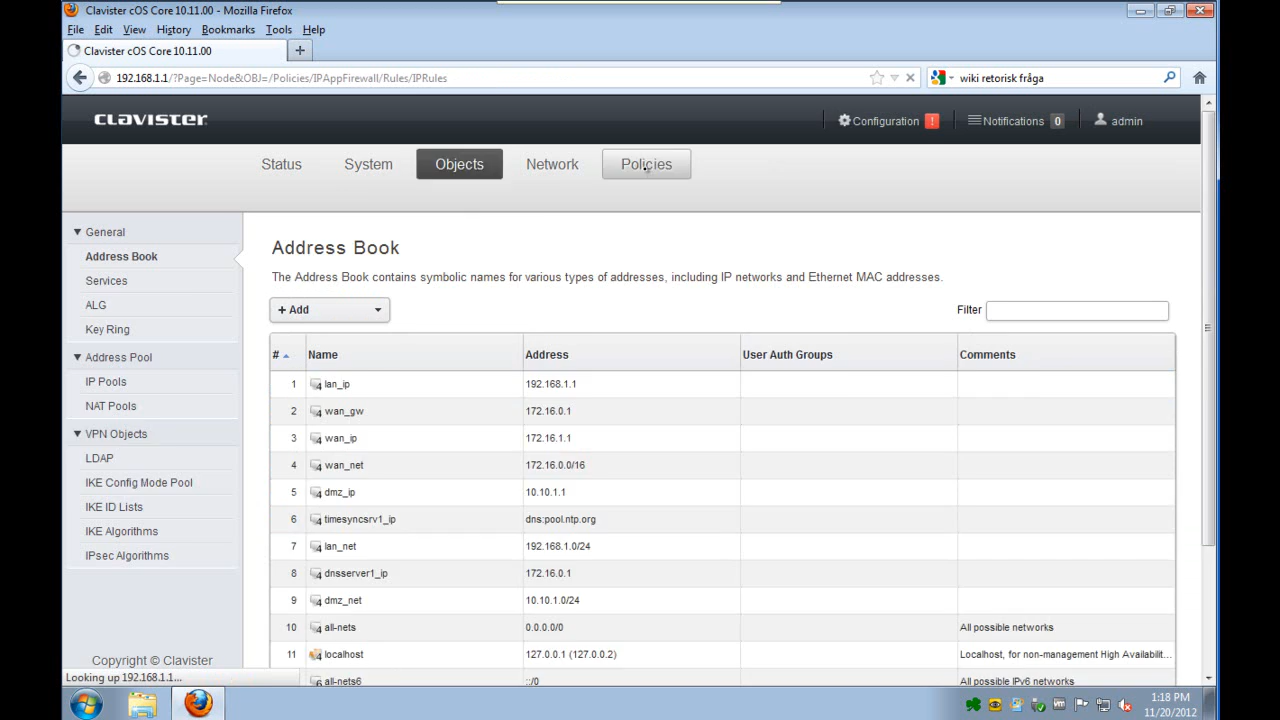 Clavister cOS Core 10.11.00 - Mozilla Firefox
File Edit View History Bookmarks Tools Help
Clavister cOS Core 10.11.00
192.168.1.1/?Page=Node&OBJ=/Policies/IPAppFirewall/Rules/IPRules
wiki retorisk fråga
CLAVISTER
Configuration !
Notifications 0
admin
Status System Objects Network Policies
General
Address Book
Services
ALG
Key Ring
Address Pool
IP Pools
NAT Pools
VPN Objects
LDAP
IKE Config Mode Pool
IKE ID Lists
IKE Algorithms
IPsec Algorithms
Copyright © Clavister
Address Book
The Address Book contains symbolic names for various types of addresses, including IP networks and Ethernet MAC addresses.
+ Add
Filter
# Name Address User Auth Groups Comments
1 lan_ip 192.168.1.1
2 wan_gw 172.16.0.1
3 wan_ip 172.16.1.1
4 wan_net 172.16.0.0/16
5 dmz_ip 10.10.1.1
6 timesyncsrv1_ip dns:pool.ntp.org
7 lan_net 192.168.1.0/24
8 dnsserver1_ip 172.16.0.1
9 dmz_net 10.10.1.0/24
10 all-nets 0.0.0.0/0 All possible networks
11 localhost 127.0.0.1 (127.0.0.2) Localhost, for non-management High Availabilit...
all-nets6 ::/0 All possible IPv6 networks
Looking up 192.168.1.1...
1:18 PM
11/20/2012